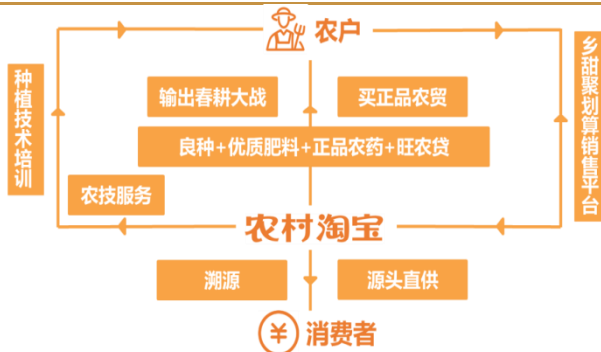 农户
种植技术培训
输出春耕大战
买正品农贸
乡甜聚划算销售平台
良种+优质肥料+正品农药+旺农贷
农技服务
农村淘宝
溯源
源头直供
¥
消费者